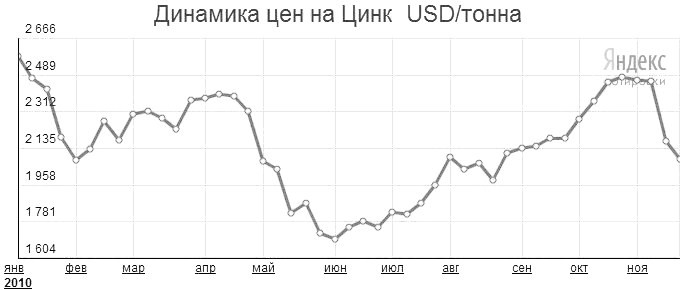 Динамика цен на Цинк USD/тонна
2 666
Яндекс
2 489
котировки
2 312
2 135
1 958
1 781
1 604
янв фев мар апр май июн июл авг сен окт ноя
2010